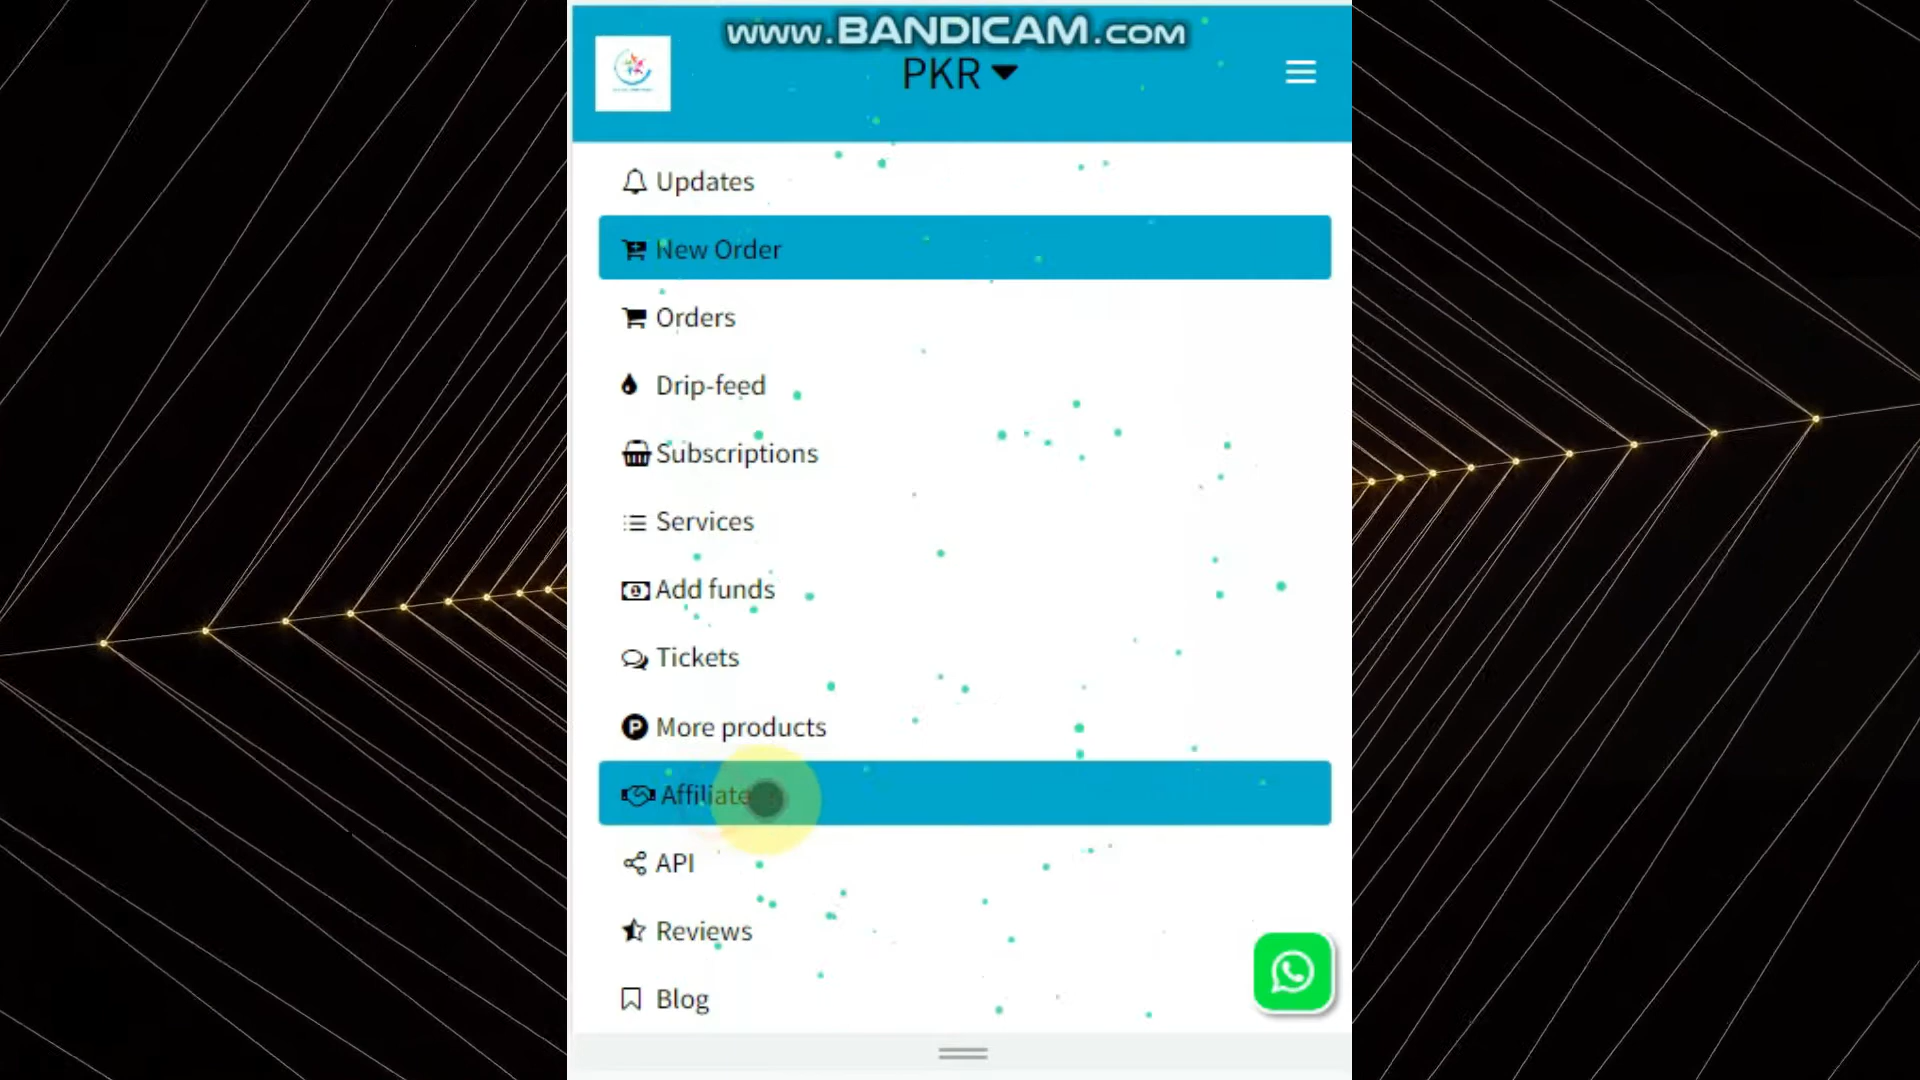 www.BANDICAM.com
PKR
Updates
New Order
Orders
Drip-feed
Subscriptions
Services
Add funds
Tickets
More products
Affiliate
API
Reviews
Blog